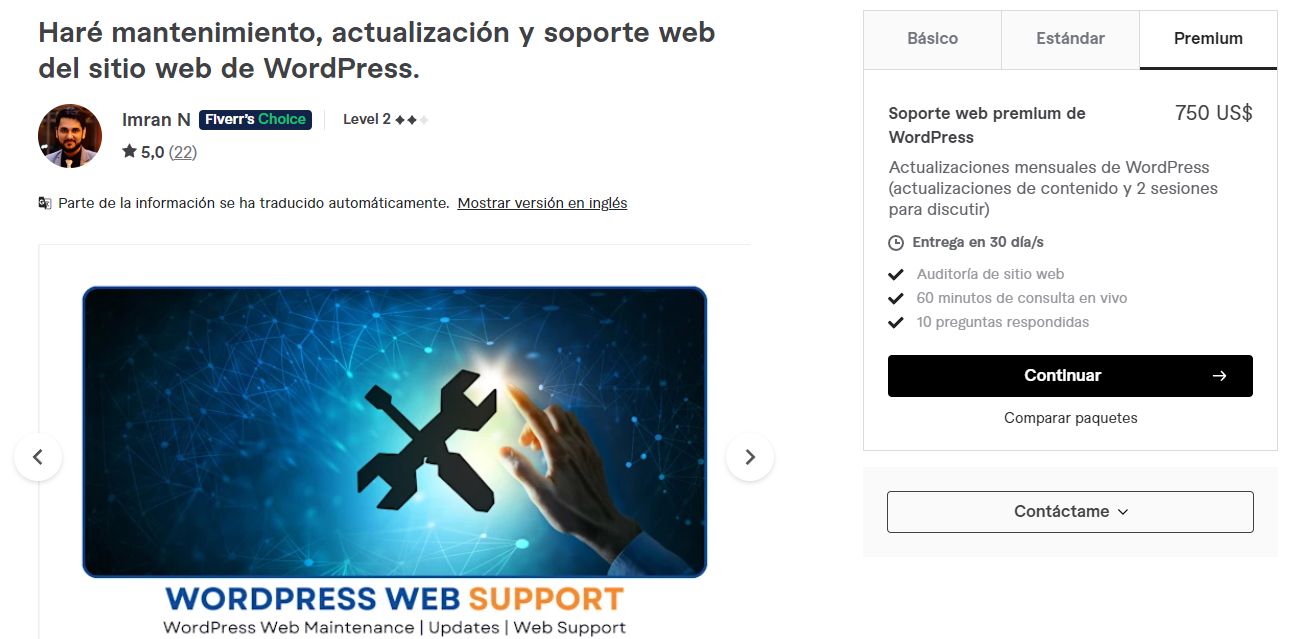 Haré mantenimiento, actualización y soporte web
del sitio web de WordPress.
Imran N Fiverr's Choice Level 2
5,0 (22)
Parte de la información se ha traducido automáticamente. Mostrar versión en inglés
WORDPRESS WEB SUPPORT
WordPress Web Maintenance | Updates | Web Support
Básico Estándar Premium
Soporte web premium de
WordPress
750 US$
Actualizaciones mensuales de WordPress
(actualizaciones de contenido y 2 sesiones
para discutir)
Entrega en 30 día/s
Auditoría de sitio web
60 minutos de consulta en vivo
10 preguntas respondidas
Continuar
Comparar paquetes
Contáctame